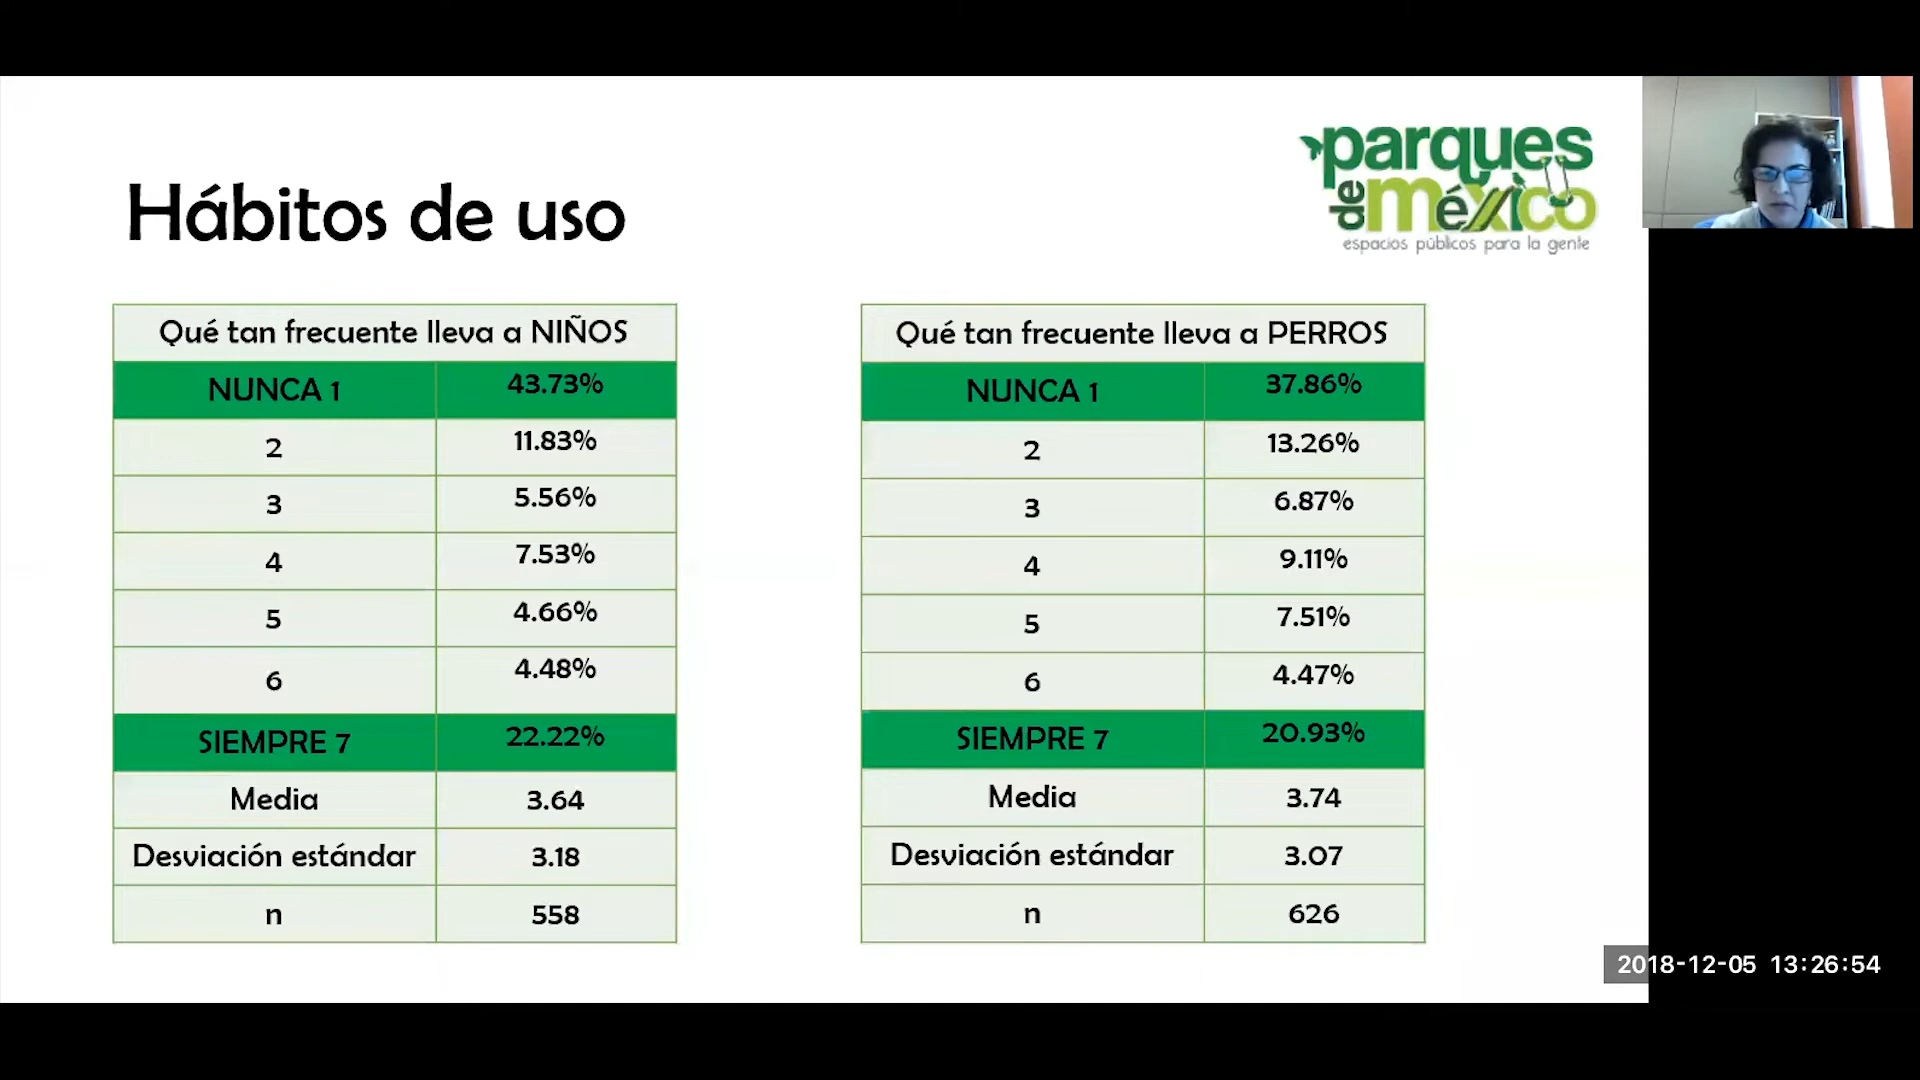 parques
de méxico
espacios públicos para la gente
Hábitos de uso
Qué tan frecuente lleva a NIÑOS
NUNCA 1 43.73%
2 11.83%
3 5.56%
4 7.53%
5 4.66%
6 4.48%
SIEMPRE 7 22.22%
Media 3.64
Desviación estándar 3.18
n 558
Qué tan frecuente lleva a PERROS
NUNCA 1 37.86%
2 13.26%
3 6.87%
4 9.11%
5 7.51%
6 4.47%
SIEMPRE 7 20.93%
Media 3.74
Desviación estándar 3.07
n 626
2018-12-05 13:26:54